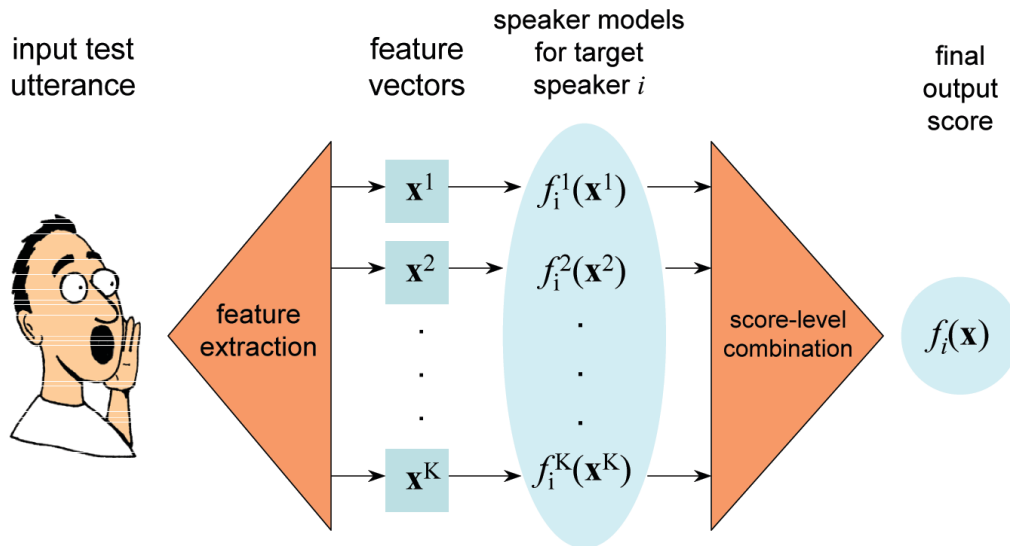 input test
utterance
feature
vectors
speaker models
for target
speaker i
final
output
score
feature
extraction
x¹
x²
.
.
.
xᴷ
fᵢ¹(x¹)
fᵢ²(x²)
.
.
.
fᵢᴷ(xᴷ)
score-level
combination
fᵢ(x)